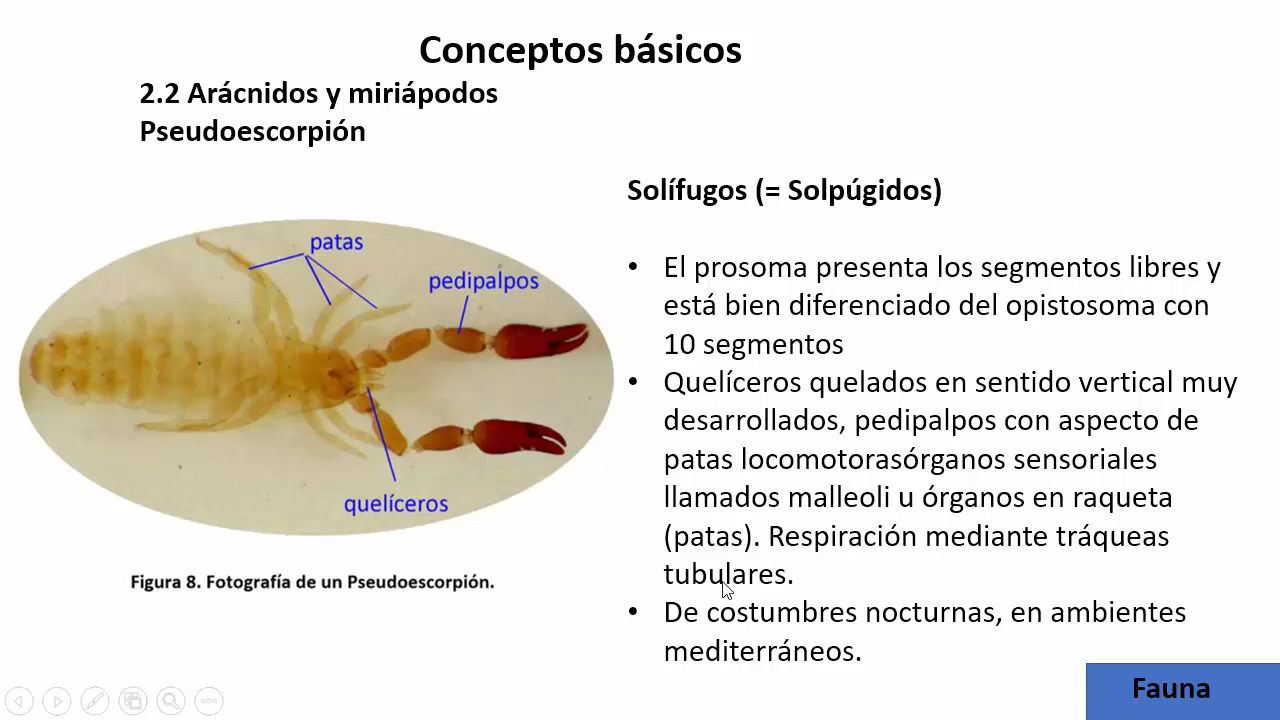 Conceptos básicos
2.2 Arácnidos y miriápodos
Pseudoescorpión
Solífugos (= Solpúgidos)
patas
pedipalpos
quelíceros
Figura 8. Fotografía de un Pseudoescorpión.
• El prosoma presenta los segmentos libres y
está bien diferenciado del opistosoma con
10 segmentos
• Quelíceros quelados en sentido vertical muy
desarrollados, pedipalpos con aspecto de
patas locomotorasórganos sensoriales
llamados malleoli u órganos en raqueta
(patas). Respiración mediante tráqueas
tubulares.
• De costumbres nocturnas, en ambientes
mediterráneos.
Fauna